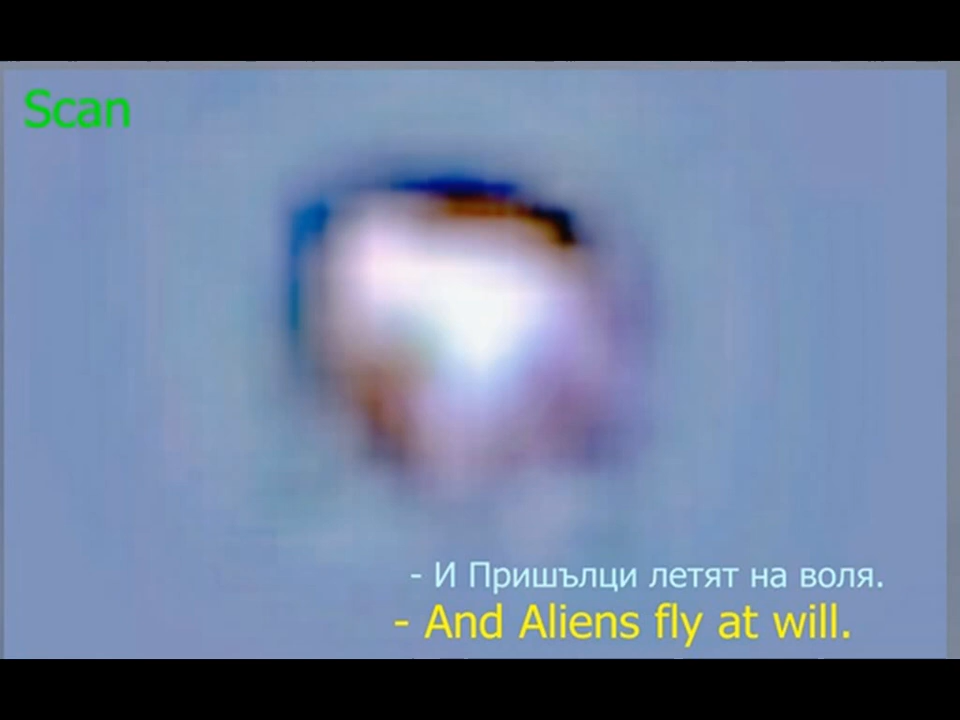 Scan
- И Пришълци летят на воля.
- And Aliens fly at will.